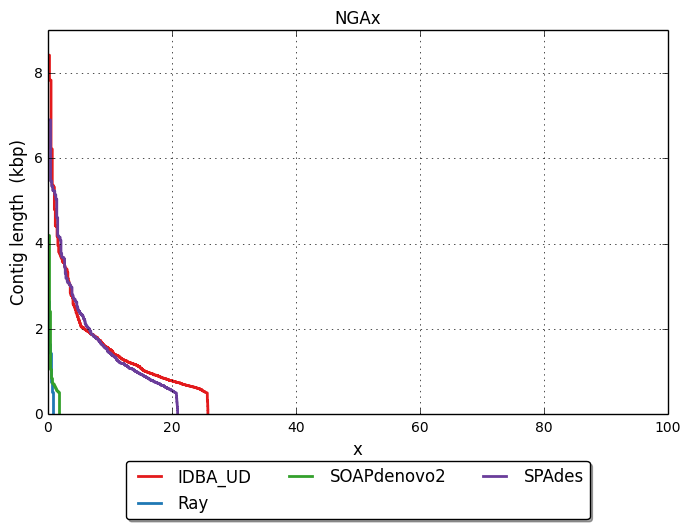 NGAx
8
6
4
2
0
Contig length (kbp)
0 20 40 60 80 100
x
IDBA_UD SOAPdenovo2 SPAdes
Ray